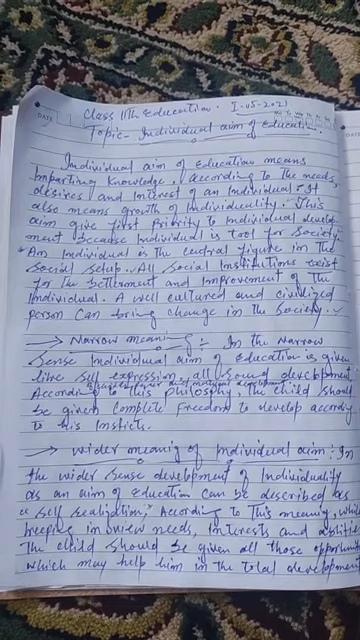 Class 11th Education. 1-05-2021
DATE
Topic- Individual aim of Education.
Individual aim of Education means
Imparting Knowledge, according to the needs,
desires and Interest of an Individual. It
also means growth of Individuality. This
aim give first priority to Individual develop
ment because Individual is tool for society.
An individual is the central figure in the
Social setup. All Social Institutions exist
for the betterment and Improvement of the
Individual. A well cultured and civilized
person can bring change in the Society.
→ Narrow meaning :- In the Narrow
Sense Individual aim of Education is given
like Self expression, all sound development
According to this philosophy, the child should
be given complete freedom to develop accordi
to his Instincts.
→ wider meaning of Individual aim: In
the wider sense development of Individuality
as an aim of Education can be described as
"Self realization". According to this meaning, while
keeping in view needs, interests and abilities
The child should be given all those opportuniti
which may help him in the total development